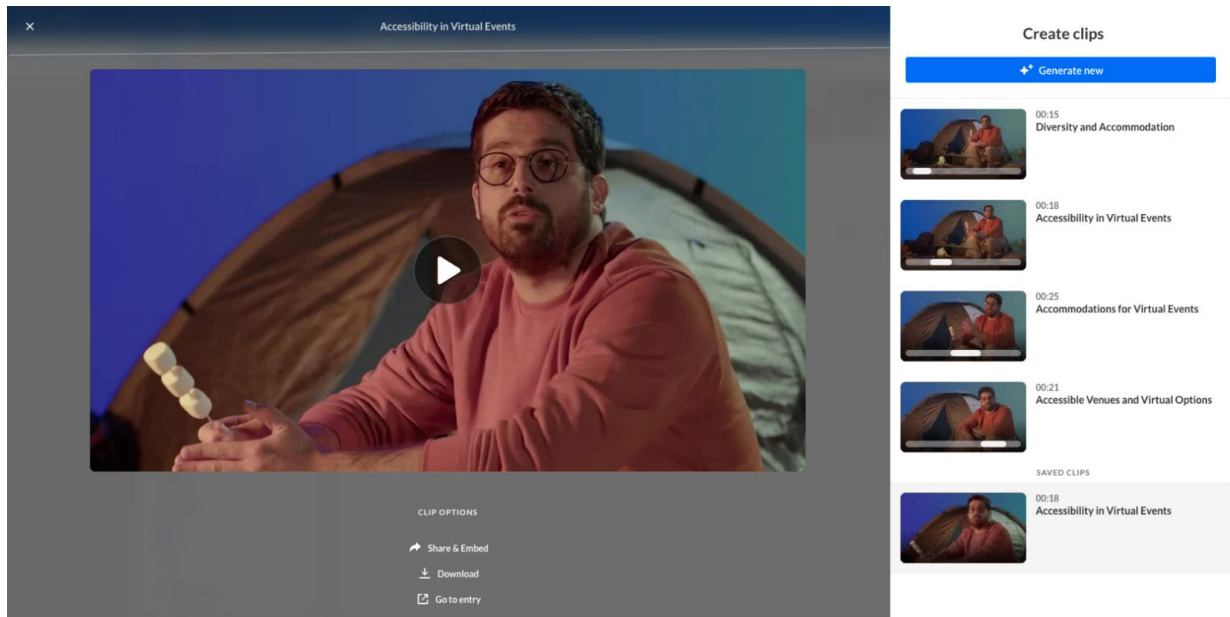 Accessibility in Virtual Events
CLIP OPTIONS
Share & Embed
Download
Go to entry
Create clips
Generate new
00:15
Diversity and Accommodation
00:18
Accessibility in Virtual Events
00:25
Accommodations for Virtual Events
00:21
Accessible Venues and Virtual Options
SAVED CLIPS
00:18
Accessibility in Virtual Events